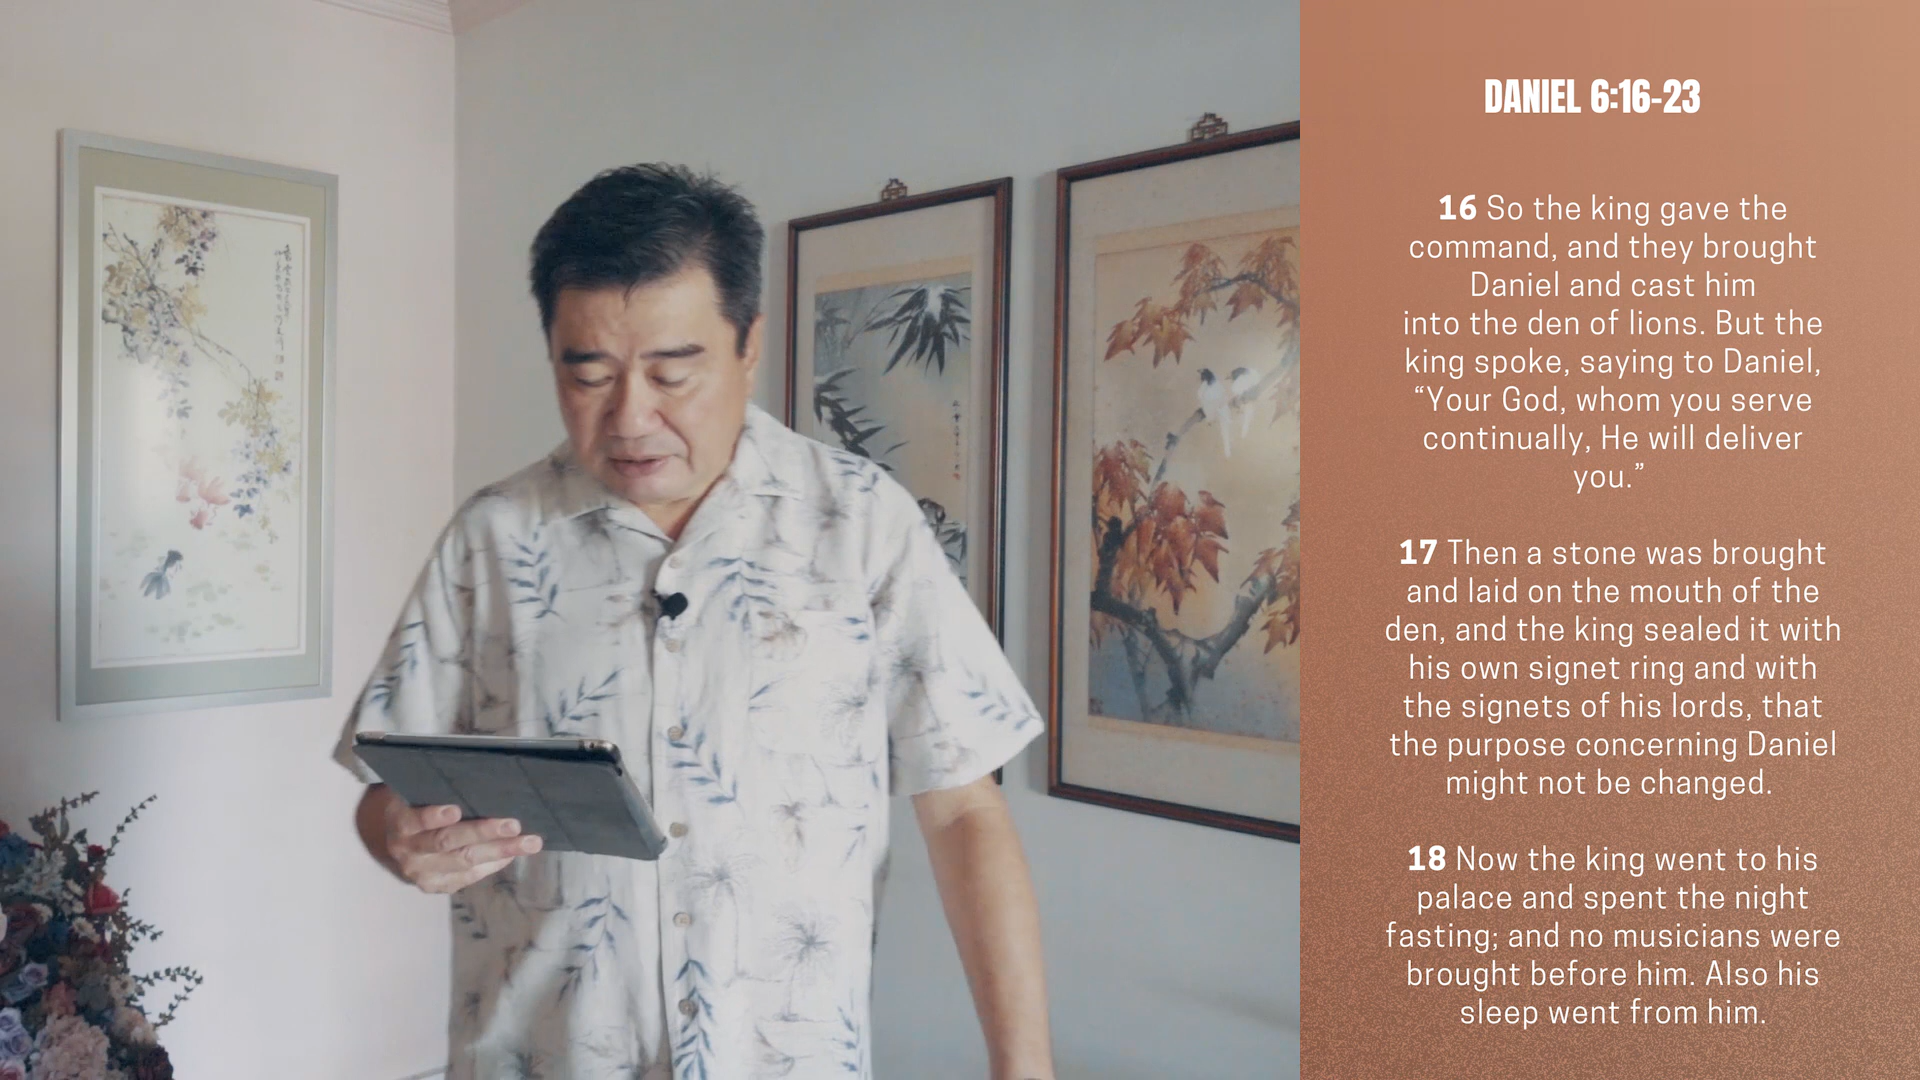 DANIEL 6:16-23
16 So the king gave the
command, and they brought
Daniel and cast him
into the den of lions. But the
king spoke, saying to Daniel,
“Your God, whom you serve
continually, He will deliver
you.”
17 Then a stone was brought
and laid on the mouth of the
den, and the king sealed it with
his own signet ring and with
the signets of his lords, that
the purpose concerning Daniel
might not be changed.
18 Now the king went to his
palace and spent the night
fasting; and no musicians were
brought before him. Also his
sleep went from him.